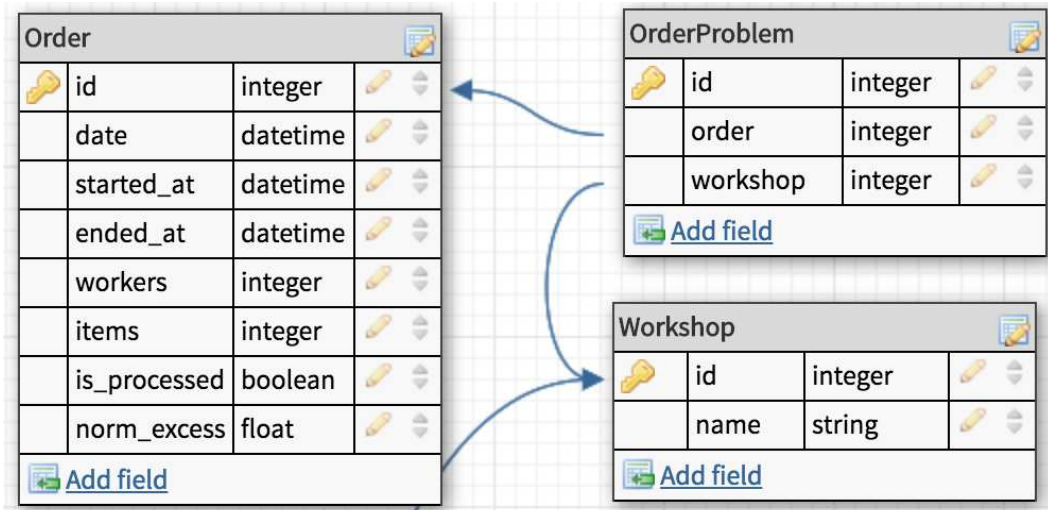 Order
id integer
date datetime
started_at datetime
ended_at datetime
workers integer
items integer
is_processed boolean
norm_excess float
Add field
OrderProblem
id integer
order integer
workshop integer
Add field
Workshop
id integer
name string
Add field